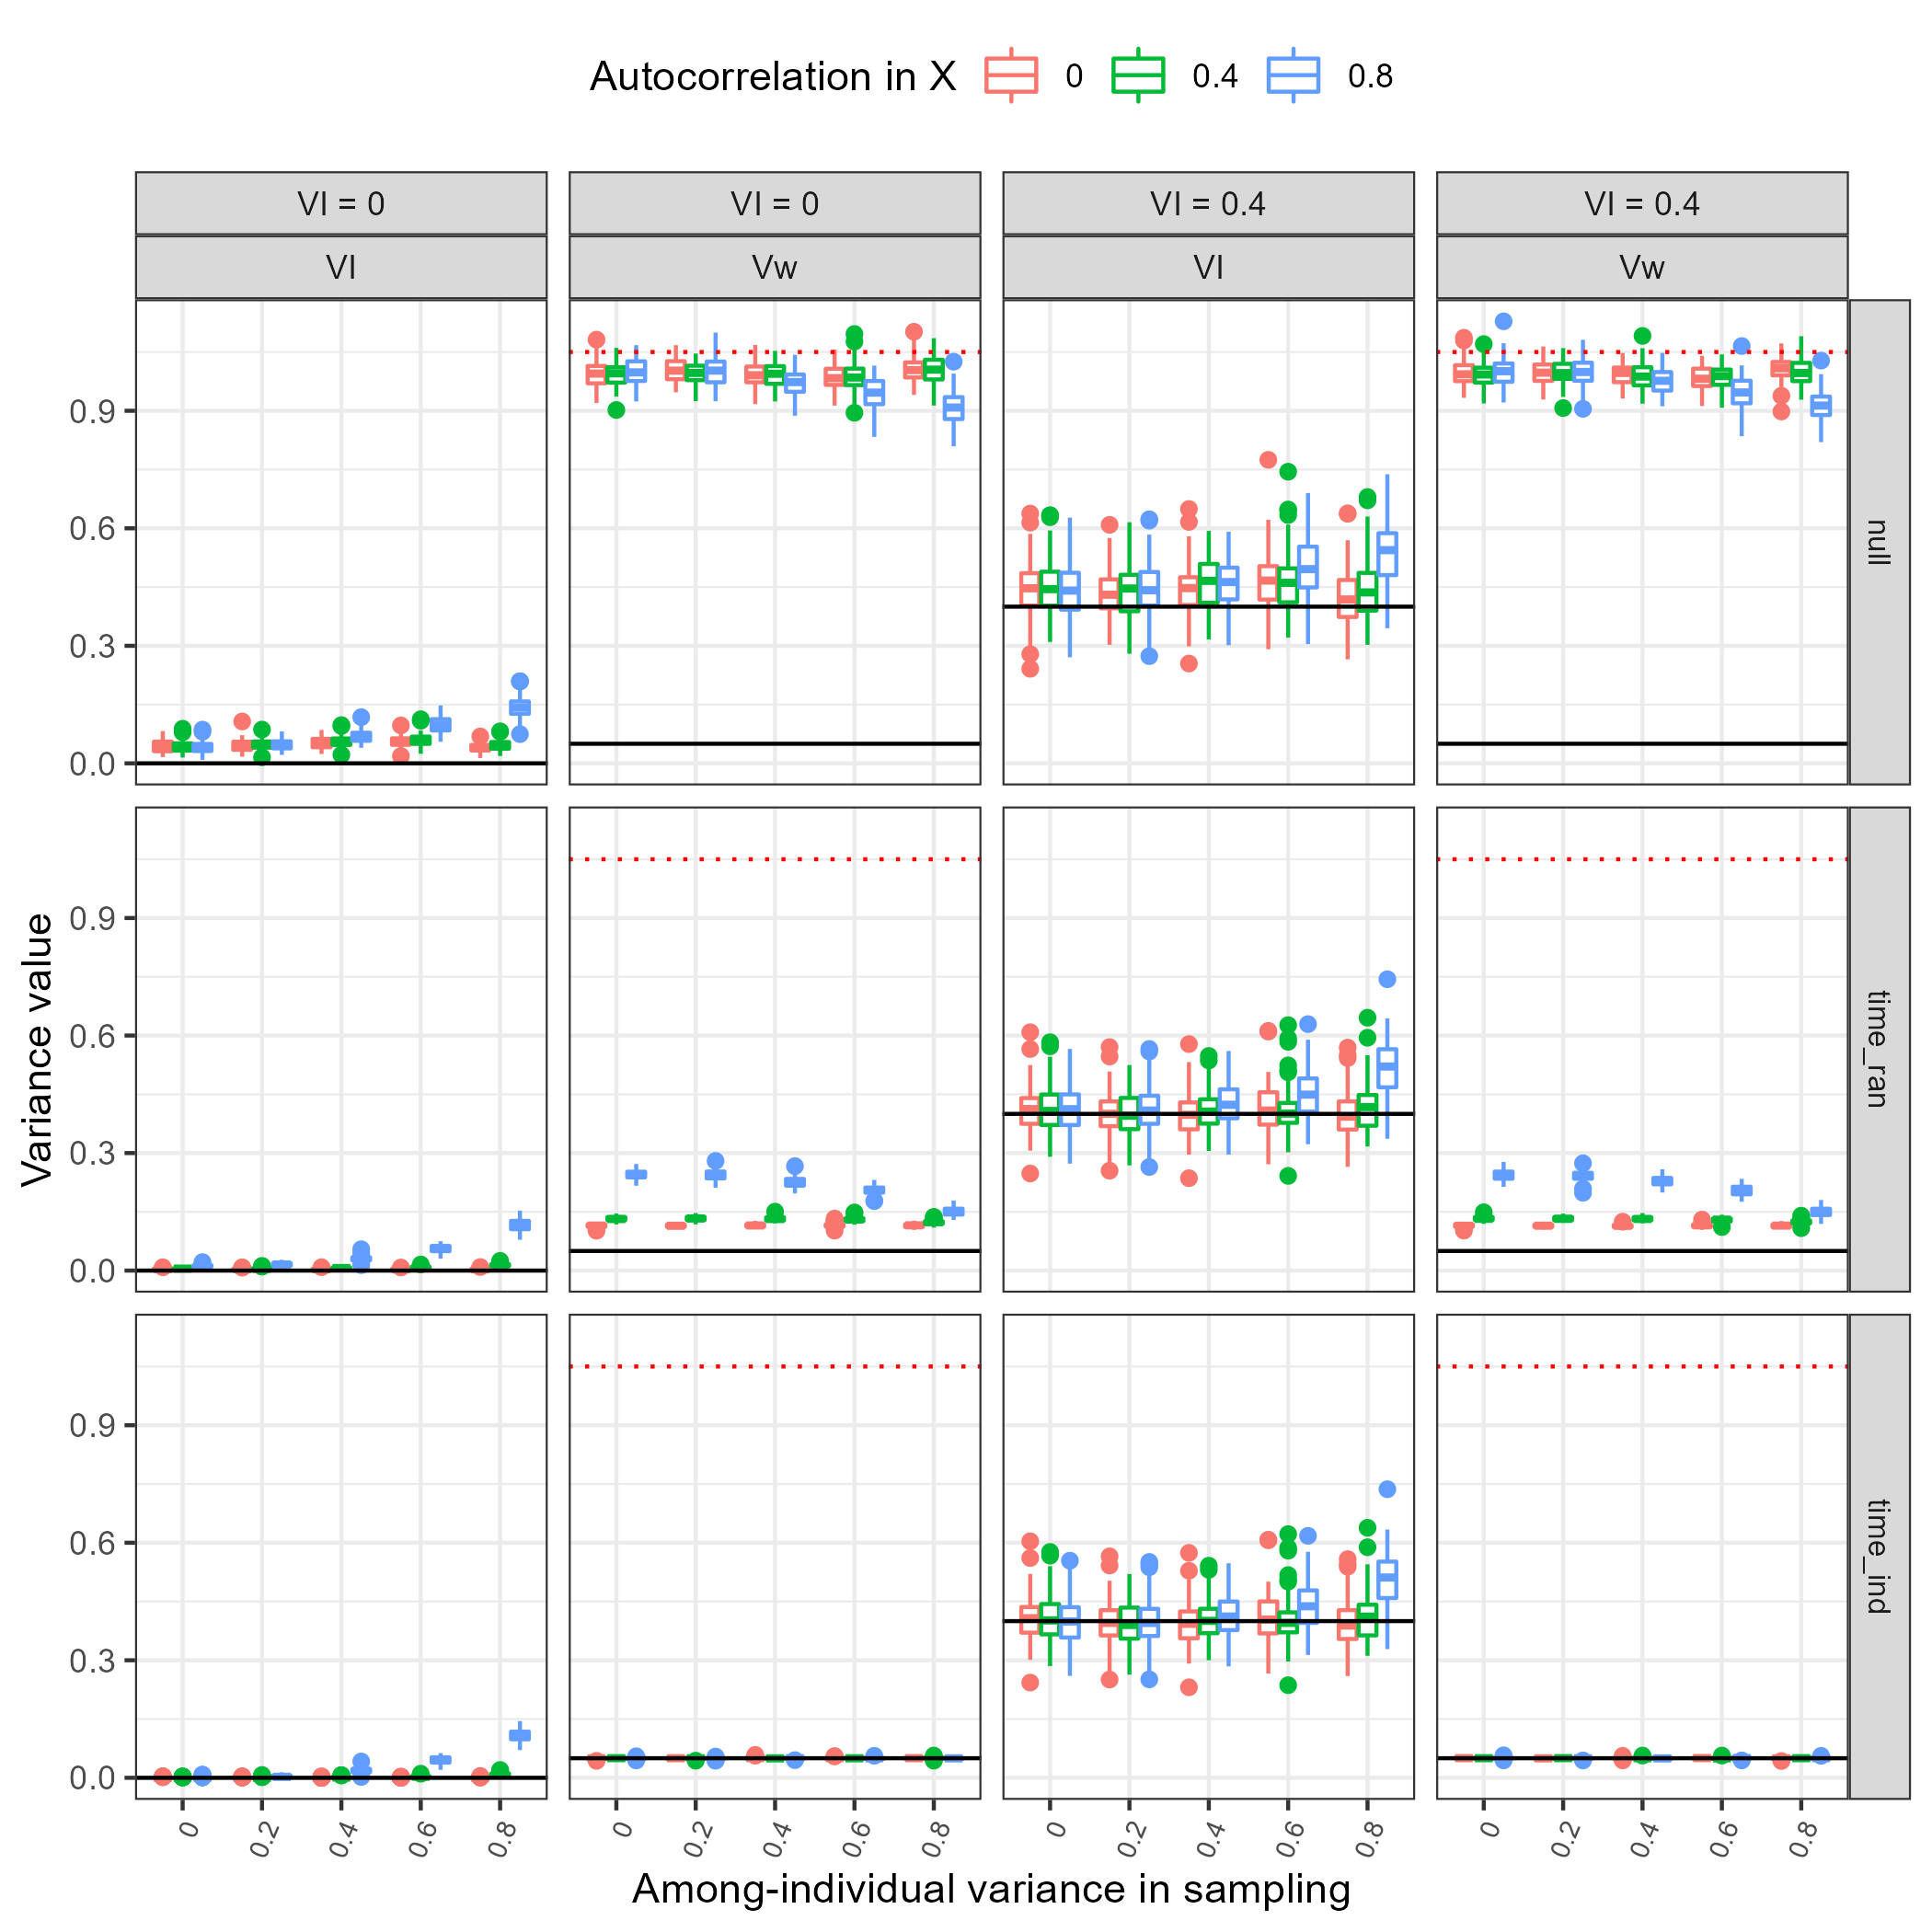 Autocorrelation in X 0 0.4 0.8
VI = 0 VI = 0 VI = 0.4 VI = 0.4
VI Vw VI Vw
0.9
0.6
0.3
0.0
null
0.9
0.6
0.3
0.0
time_ran
0.9
0.6
0.3
0.0
time_ind
Variance value
0 0.2 0.4 0.6 0.8 0 0.2 0.4 0.6 0.8 0 0.2 0.4 0.6 0.8 0 0.2 0.4 0.6 0.8
Among-individual variance in sampling